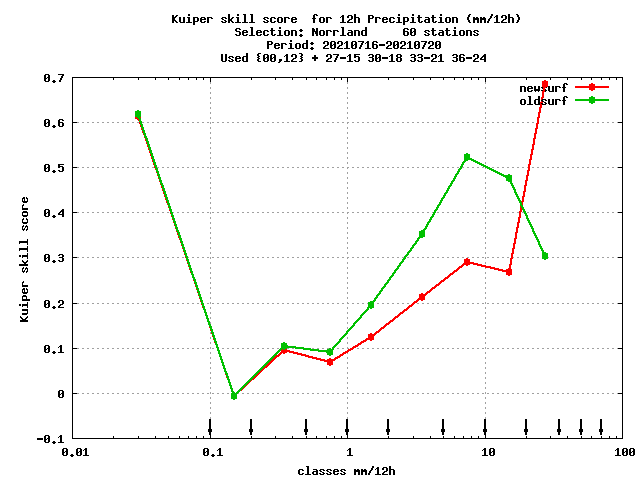 Kuiper skill score  for 12h Precipitation (mm/12h)
Selection: Norrland     60 stations
Period: 20210716-20210720
Used {00,12} + 27-15 30-18 33-21 36-24
newsurf
oldsurf
0.7
0.6
0.5
0.4
0.3
0.2
0.1
0
-0.1
Kuiper skill score
0.01
0.1
1
10
100
classes mm/12h